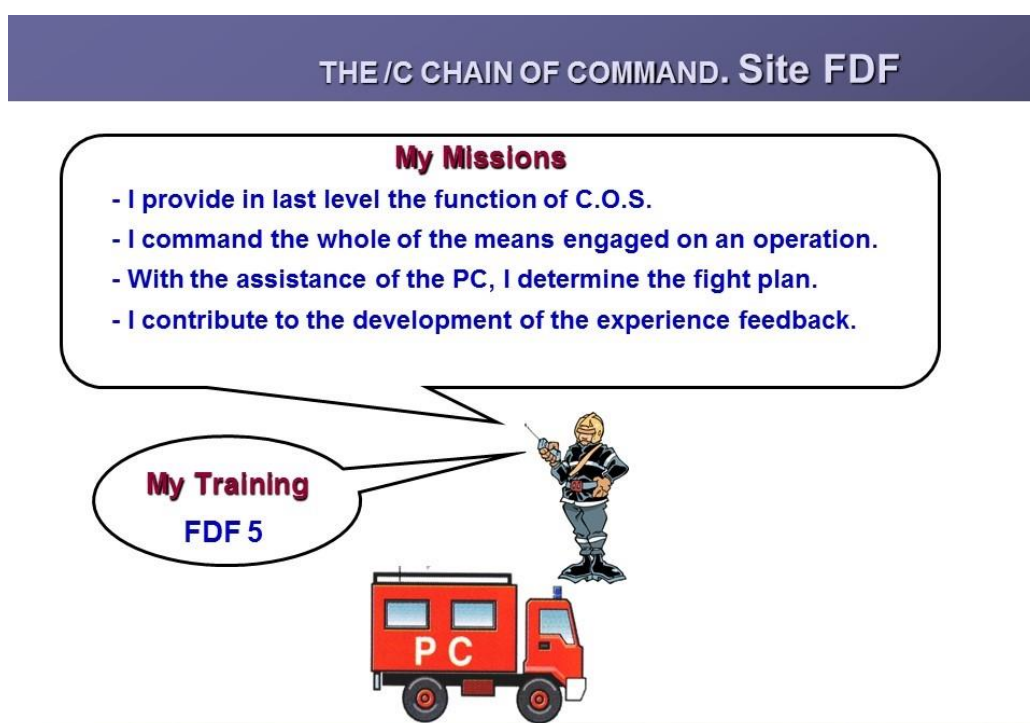 THE /C CHAIN OF COMMAND. Site FDF
My Missions
- I provide in last level the function of C.O.S.
- I command the whole of the means engaged on an operation.
- With the assistance of the PC, I determine the fight plan.
- I contribute to the development of the experience feedback.
My Training
FDF 5
P C